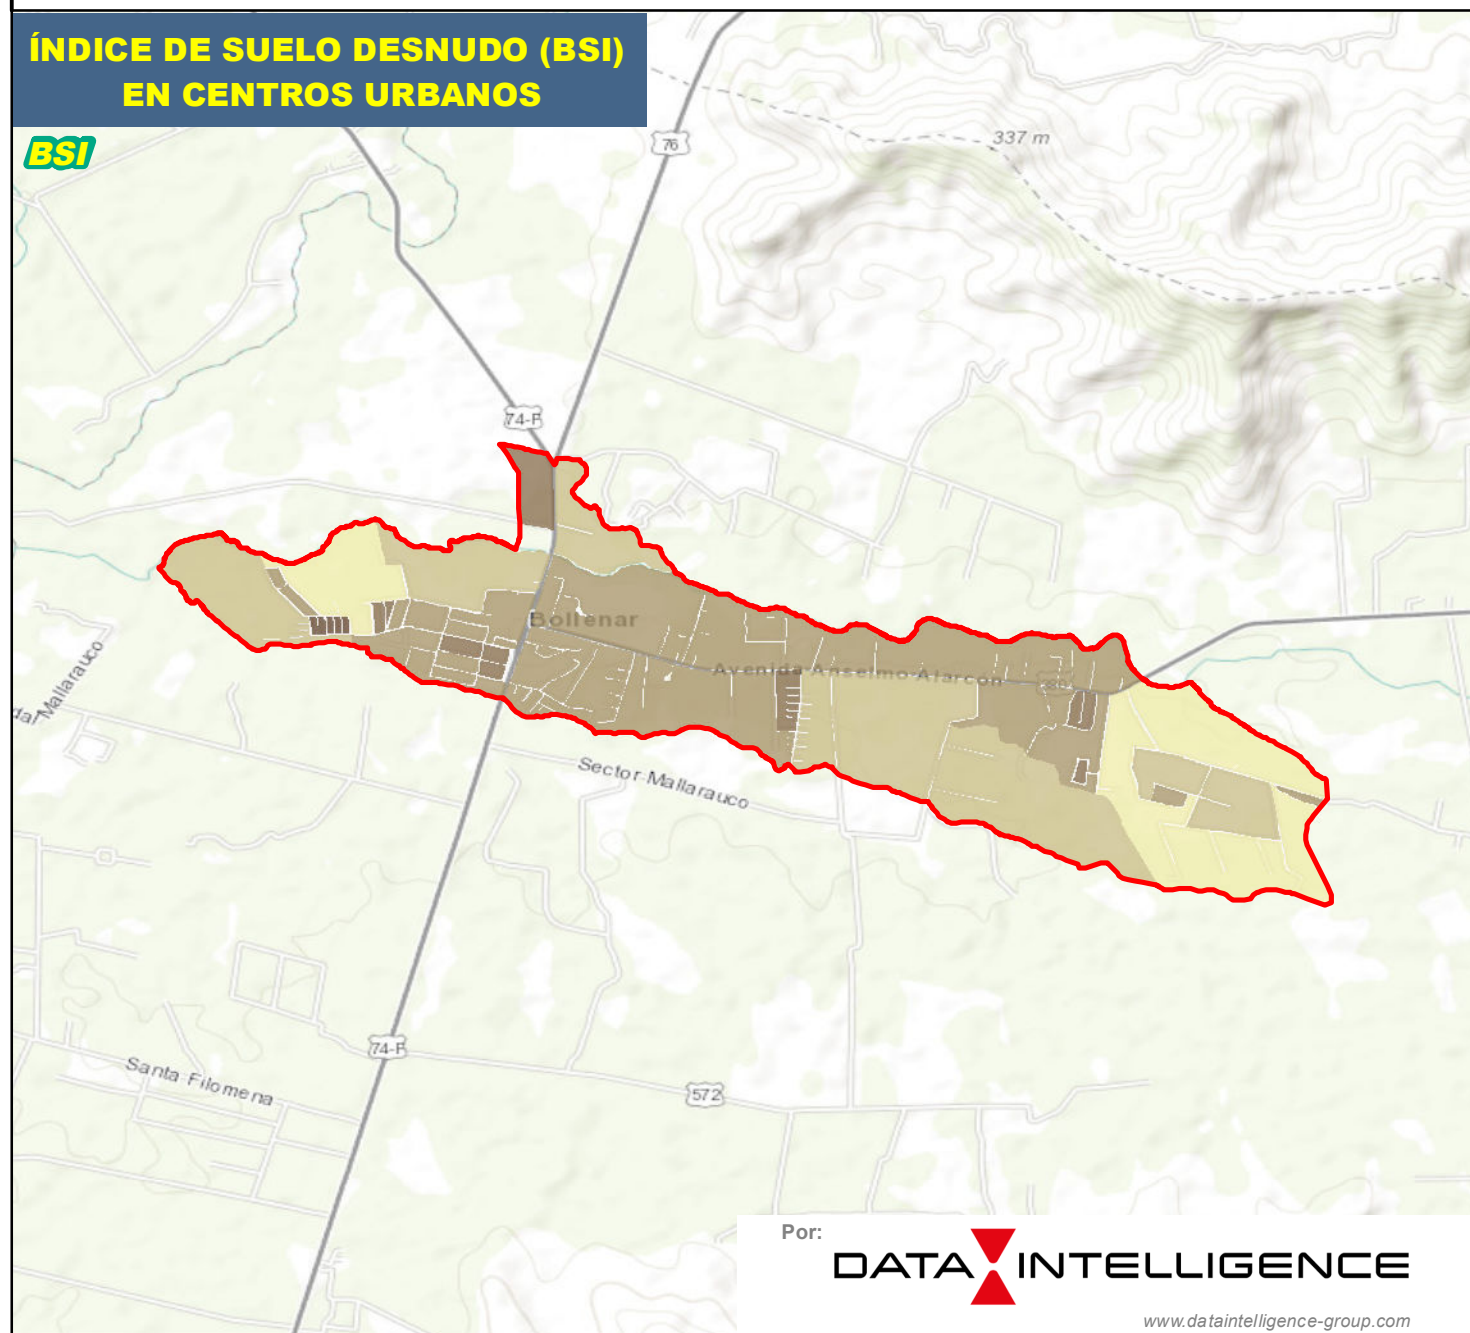 ÍNDICE DE SUELO DESNUDO (BSI)
EN CENTROS URBANOS
BSI
76
337 m
74-F
Bollenar
Avenida Anselmo Alarcon
Mallarauco
Sector Mallarauco
74-F
Santa Filomena
572
Por:
DATA INTELLIGENCE
www.dataintelligence-group.com